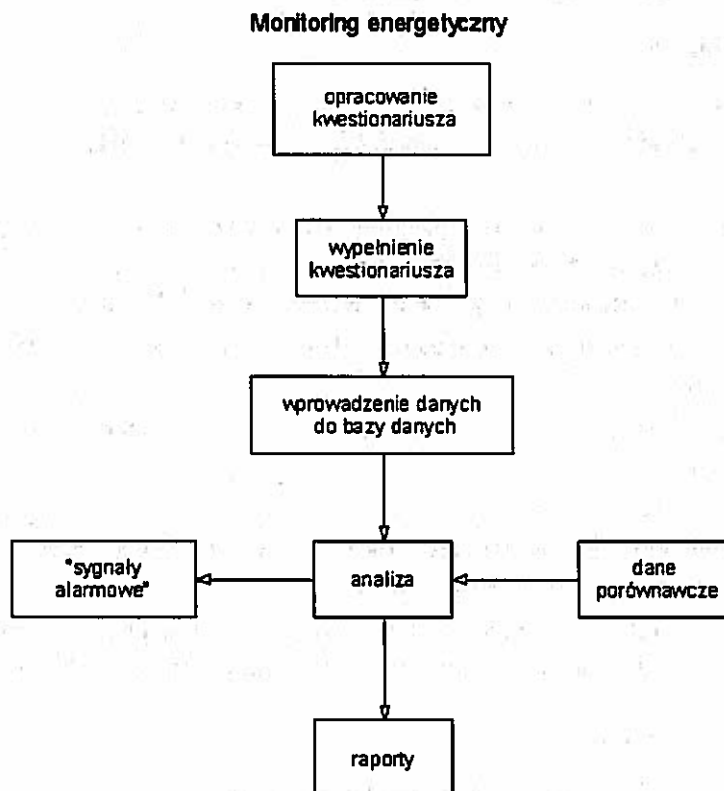 Monitoring energetyczny
opracowanie
kwestionariusza
wypełnienie
kwestionariusza
wprowadzenie danych
do bazy danych
"sygnały
alarmowe"
analiza
dane
porównawcze
raporty